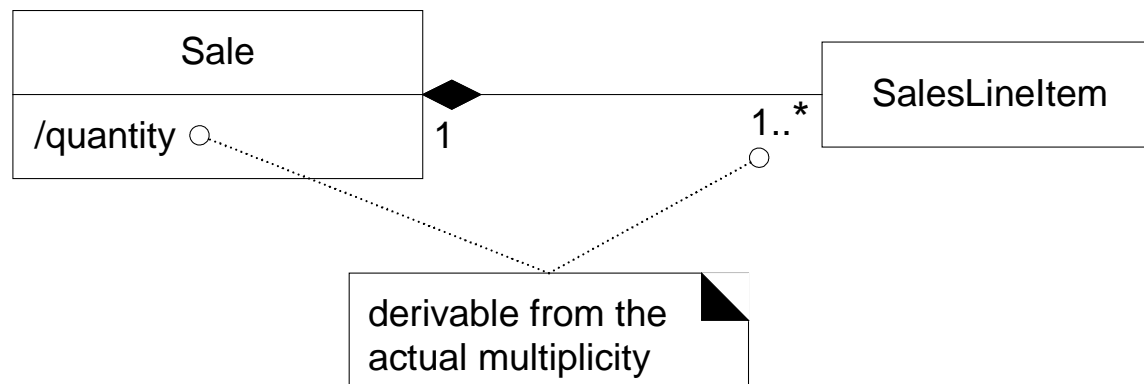 Sale
SalesLineItem
/quantity
1
1..*
derivable from the
actual multiplicity